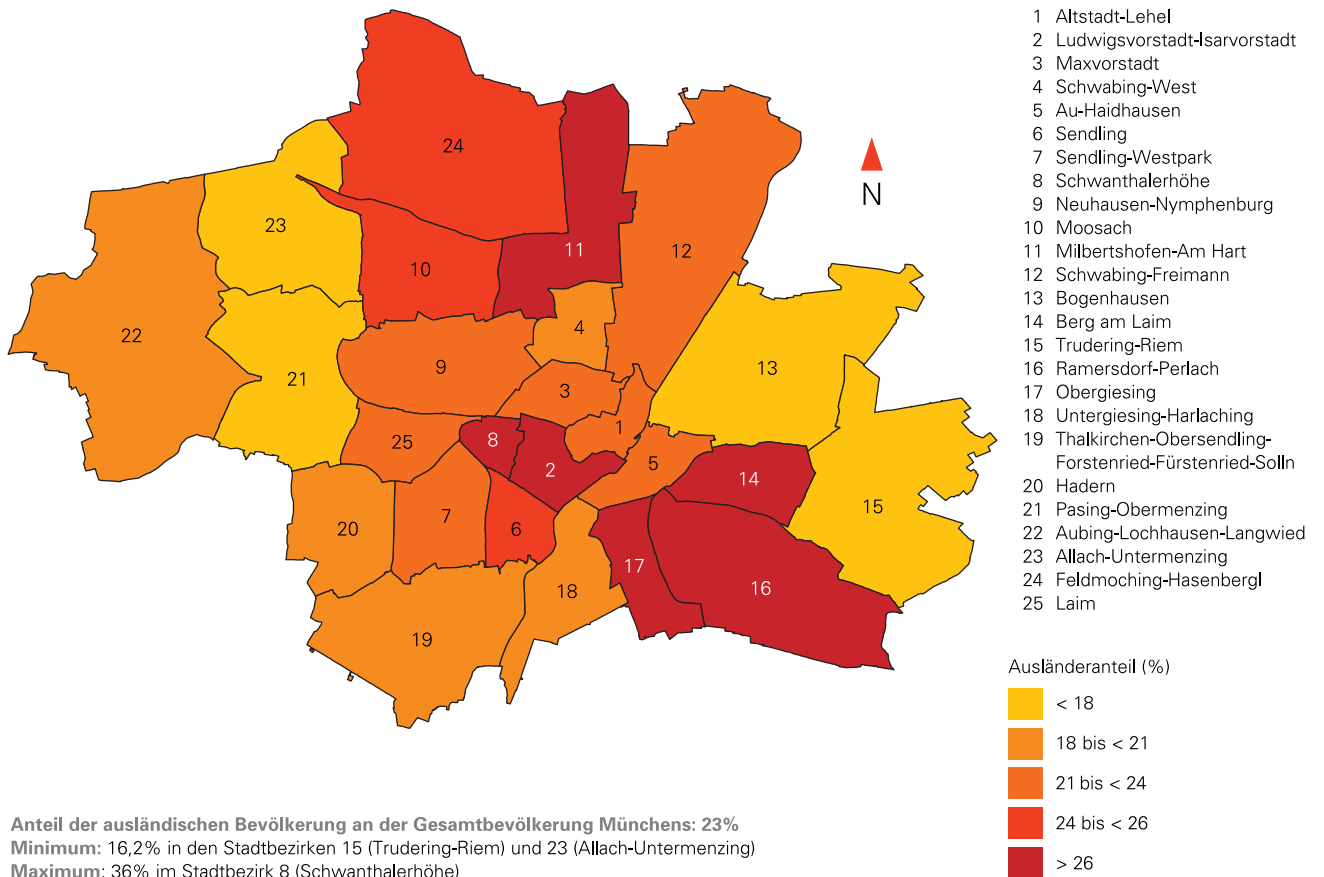 1 Altstadt-Lehel
2 Ludwigsvorstadt-Isarvorstadt
3 Maxvorstadt
4 Schwabing-West
5 Au-Haidhausen
6 Sendling
7 Sendling-Westpark
8 Schwanthalerhöhe
9 Neuhausen-Nymphenburg
10 Moosach
11 Milbertshofen-Am Hart
12 Schwabing-Freimann
13 Bogenhausen
14 Berg am Laim
15 Trudering-Riem
16 Ramersdorf-Perlach
17 Obergiesing
18 Untergiesing-Harlaching
19 Thalkirchen-Obersendling-
Forstenried-Fürstenried-Solln
20 Hadern
21 Pasing-Obermenzing
22 Aubing-Lochhausen-Langwied
23 Allach-Untermenzing
24 Feldmoching-Hasenbergl
25 Laim
24
N
23
12
11
10
4
22
9
13
21
3
1
25
8
5
2
14
15
7
20
6
17
16
18
19
Ausländeranteil (%)
< 18
18 bis < 21
21 bis < 24
24 bis < 26
> 26
Anteil der ausländischen Bevölkerung an der Gesamtbevölkerung Münchens: 23%
Minimum: 16,2% in den Stadtbezirken 15 (Trudering-Riem) und 23 (Allach-Untermenzing)
Maximum: 36% im Stadtbezirk 8 (Schwanthalerhöhe)